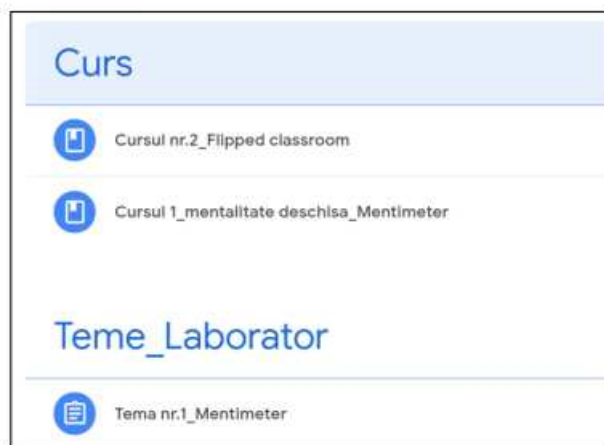 Curs
Cursul nr.2_Flipped classroom
Cursul 1_mentalitate deschisa_Mentimeter
Teme_Laborator
Tema nr.1_Mentimeter